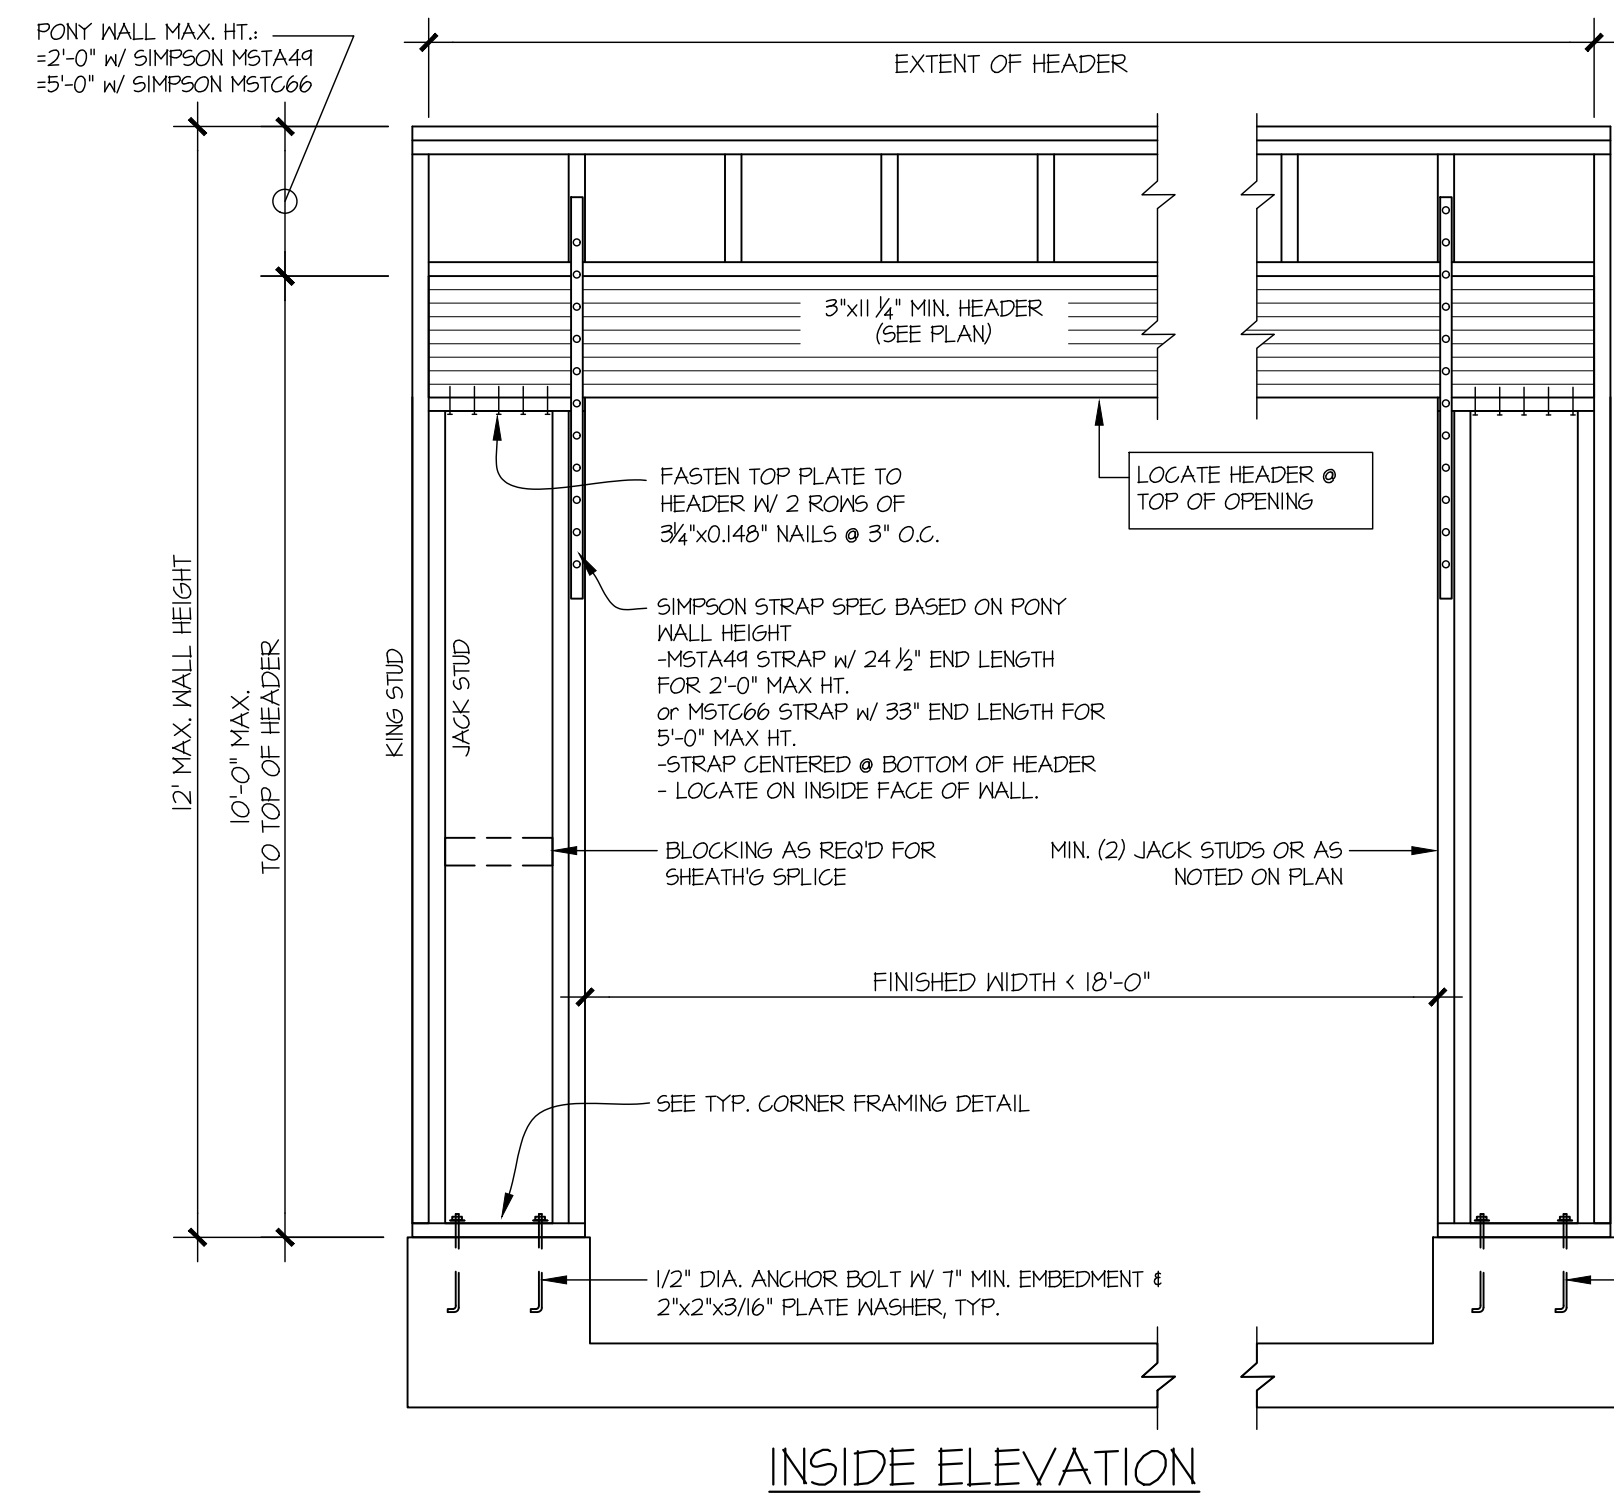 PONY WALL MAX. HT.:
=2'-0" w/ SIMPSON MSTA49
=5'-0" w/ SIMPSON MSTC66
EXTENT OF HEADER
3"x11 1/4" MIN. HEADER
(SEE PLAN)
FASTEN TOP PLATE TO
HEADER W/ 2 ROWS OF
3 1/4"x0.148" NAILS @ 3" O.C.
LOCATE HEADER @
TOP OF OPENING
SIMPSON STRAP SPEC BASED ON PONY
WALL HEIGHT
-MSTA49 STRAP w/ 24 1/2" END LENGTH
FOR 2'-0" MAX HT.
or MSTC66 STRAP w/ 33" END LENGTH FOR
5'-0" MAX HT.
-STRAP CENTERED @ BOTTOM OF HEADER
- LOCATE ON INSIDE FACE OF WALL.
12' MAX. WALL HEIGHT
10'-0" MAX.
TO TOP OF HEADER
KING STUD
JACK STUD
BLOCKING AS REQ'D FOR
SHEATH'G SPLICE
MIN. (2) JACK STUDS OR AS
NOTED ON PLAN
FINISHED WIDTH < 18'-0"
SEE TYP. CORNER FRAMING DETAIL
1/2" DIA. ANCHOR BOLT W/ 7" MIN. EMBEDMENT &
2"x2"x3/16" PLATE WASHER, TYP.
INSIDE ELEVATION